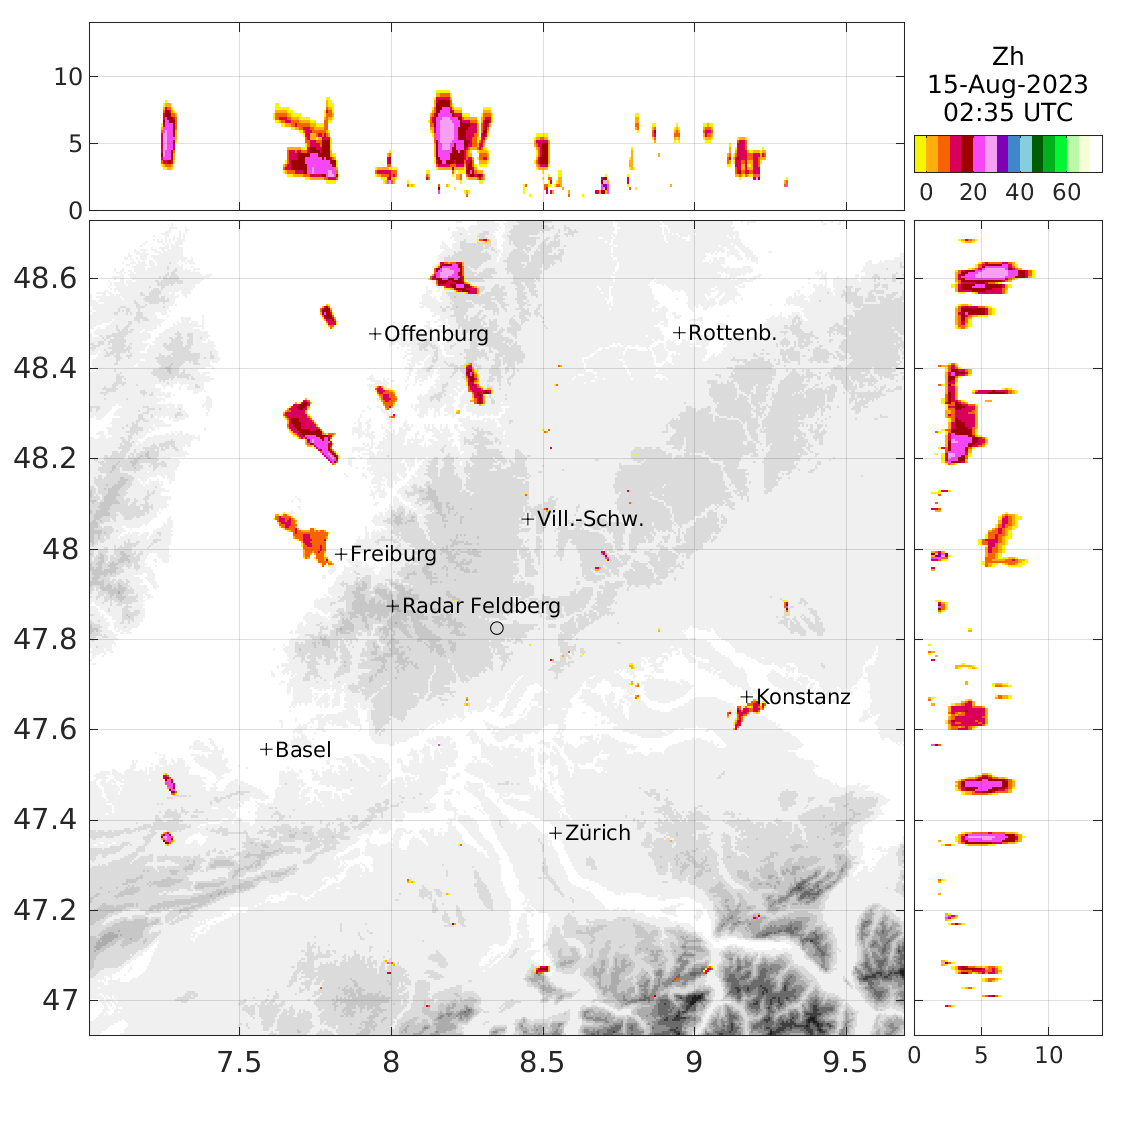 Zh
15-Aug-2023
02:35 UTC
0 20 40 60
10
5
0
48.6
48.4
48.2
48
47.8
47.6
47.4
47.2
47
Offenburg
Rottenb.
Vill.-Schw.
Freiburg
Radar Feldberg
Konstanz
Basel
Zürich
7.5 8 8.5 9 9.5
0 5 10